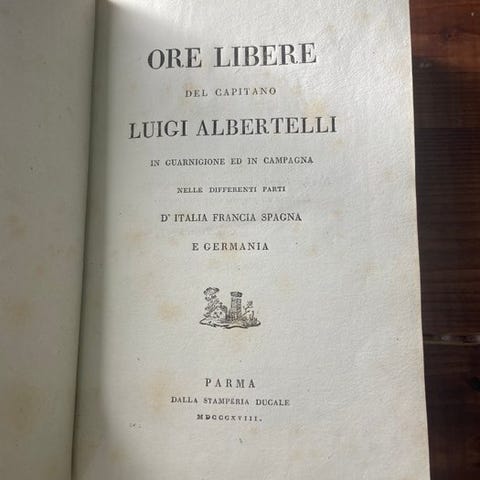 ORE LIBERE
DEL CAPITANO
LUIGI ALBERTELLI
IN GUARNIGIONE ED IN CAMPAGNA
NELLE DIFFERENTI PARTI
D' ITALIA FRANCIA SPAGNA
E GERMANIA
PARMA
DALLA STAMPERIA DUCALE
MDCCCXVIII.